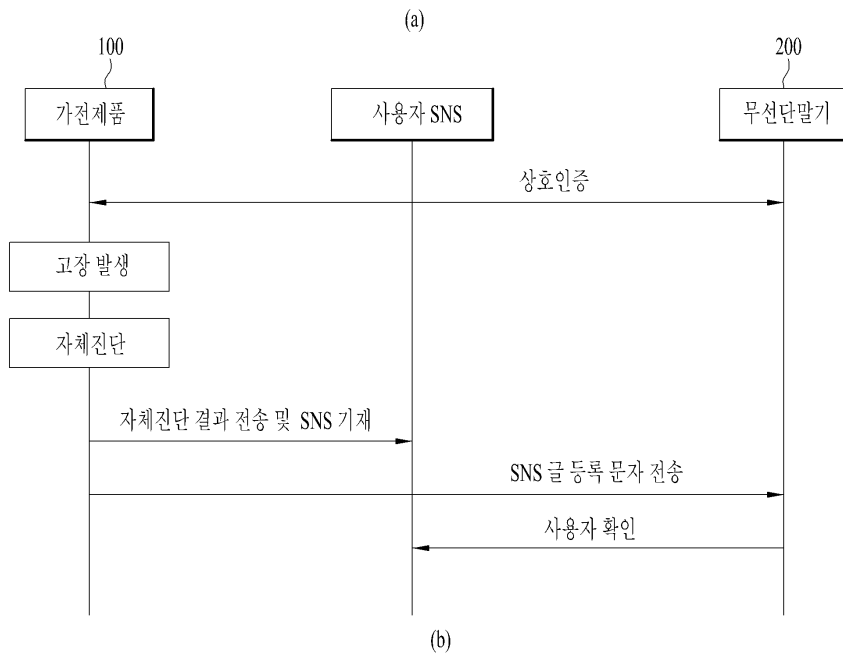 (a)
100
200
가전제품
사용자 SNS
무선단말기
상호인증
고장 발생
자체진단
자체진단 결과 전송 및 SNS 기재
SNS 글 등록 문자 전송
사용자 확인
(b)